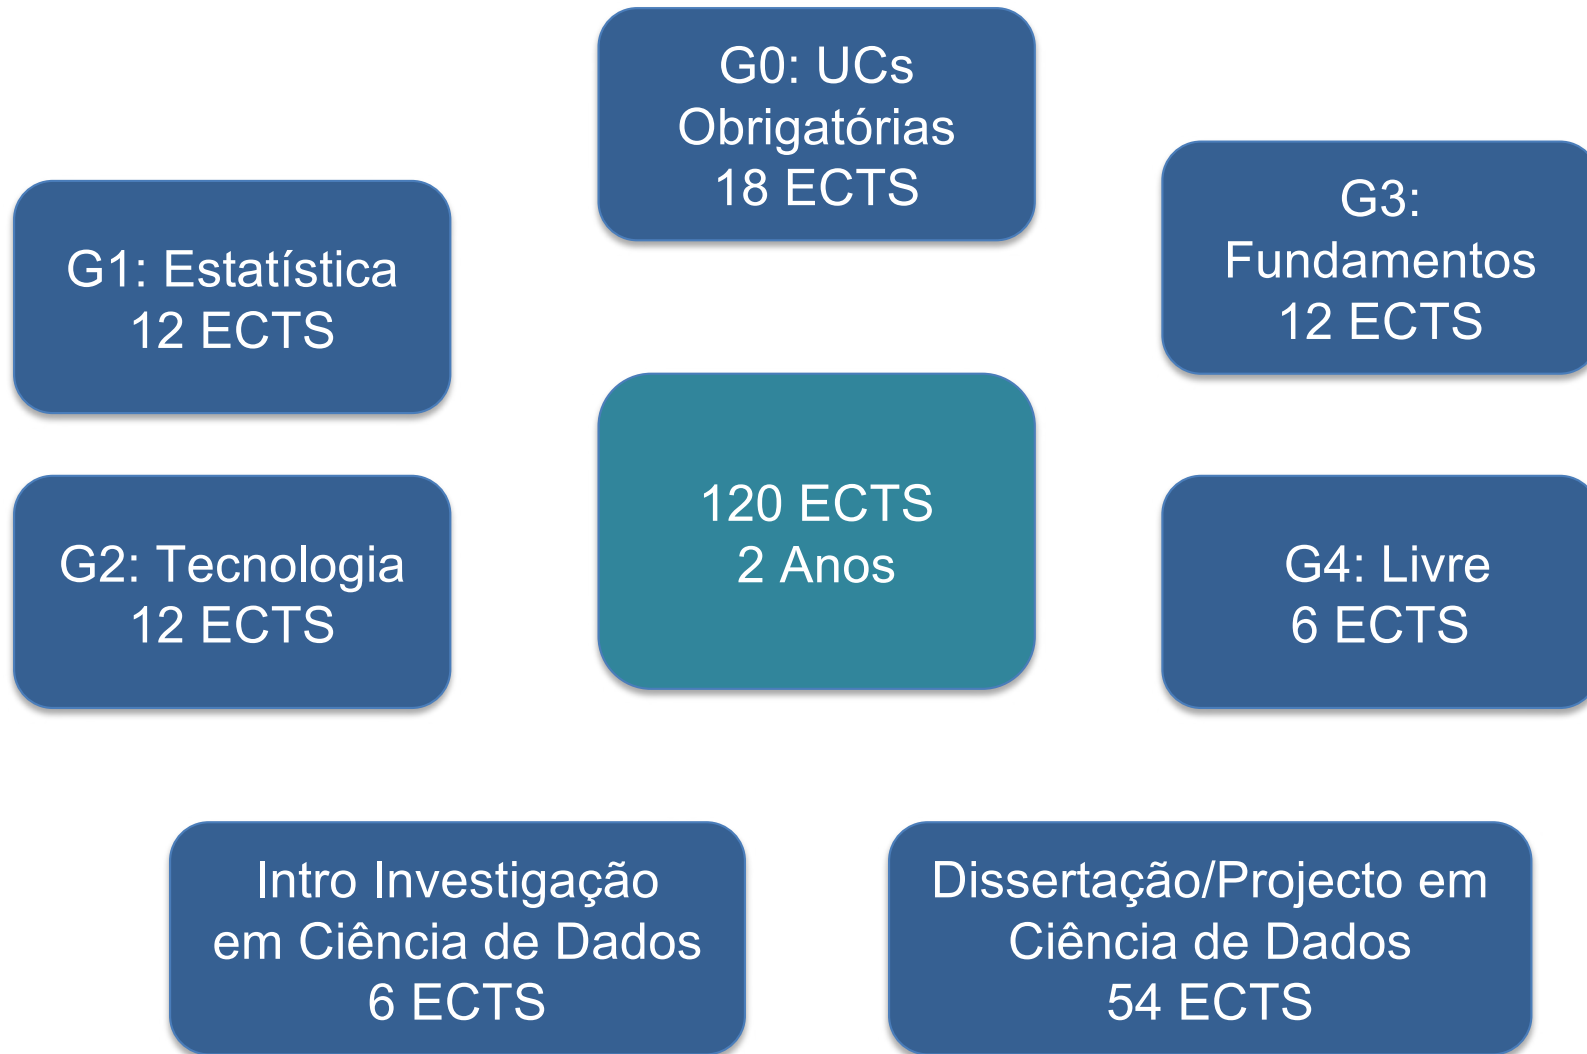 G0: UCs
Obrigatórias
18 ECTS
G1: Estatística
12 ECTS
G3:
Fundamentos
12 ECTS
120 ECTS
2 Anos
G2: Tecnologia
12 ECTS
G4: Livre
6 ECTS
Intro Investigação
em Ciência de Dados
6 ECTS
Dissertação/Projecto em
Ciência de Dados
54 ECTS